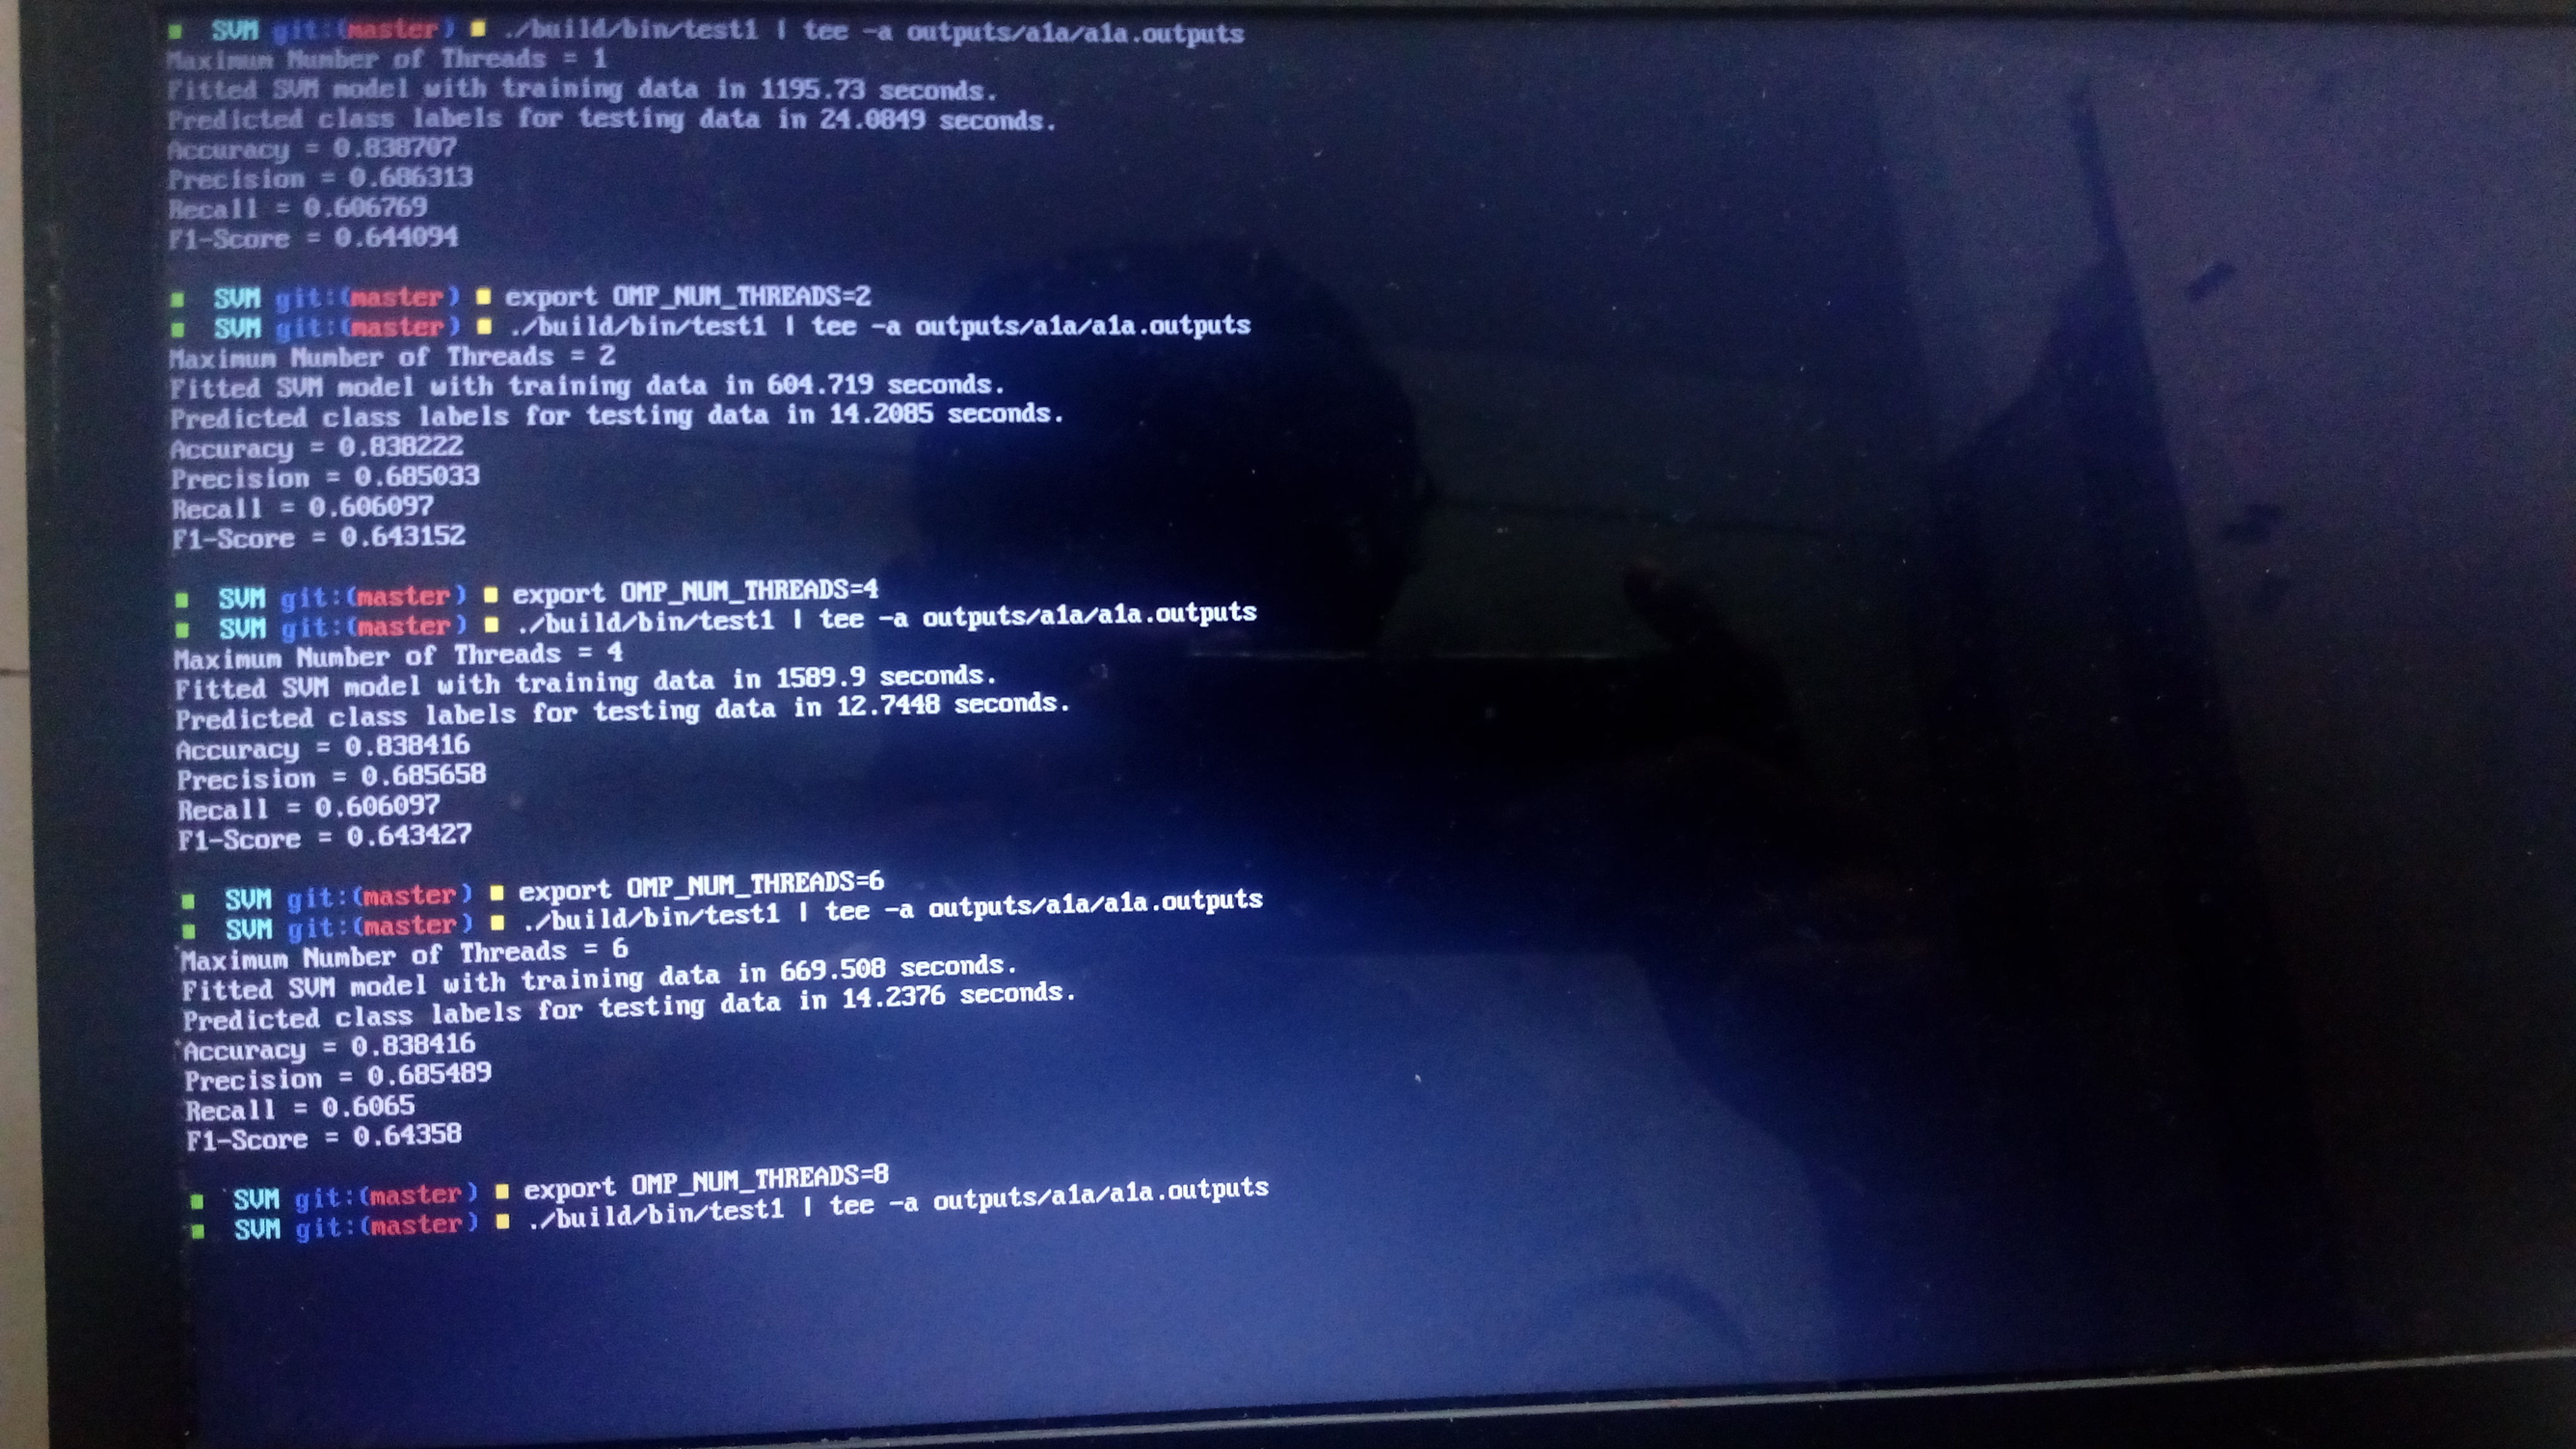 SVM git:(master) ./build/bin/test1 | tee -a outputs/a1a/a1a.outputs
Maximum Number of Threads = 1
Fitted SVM model with training data in 1195.73 seconds.
Predicted class labels for testing data in 24.0849 seconds.
Accuracy = 0.838707
Precision = 0.686313
Recall = 0.606769
F1-Score = 0.644094
SVM git:(master) export OMP_NUM_THREADS=2
SVM git:(master) ./build/bin/test1 | tee -a outputs/a1a/a1a.outputs
Maximum Number of Threads = 2
Fitted SVM model with training data in 604.719 seconds.
Predicted class labels for testing data in 14.2085 seconds.
Accuracy = 0.838222
Precision = 0.685033
Recall = 0.606097
F1-Score = 0.643152
SVM git:(master) export OMP_NUM_THREADS=4
SVM git:(master) ./build/bin/test1 | tee -a outputs/a1a/a1a.outputs
Maximum Number of Threads = 4
Fitted SVM model with training data in 1589.9 seconds.
Predicted class labels for testing data in 12.7448 seconds.
Accuracy = 0.838416
Precision = 0.685658
Recall = 0.606097
F1-Score = 0.643427
SVM git:(master) export OMP_NUM_THREADS=6
SVM git:(master) ./build/bin/test1 | tee -a outputs/a1a/a1a.outputs
Maximum Number of Threads = 6
Fitted SVM model with training data in 669.508 seconds.
Predicted class labels for testing data in 14.2376 seconds.
Accuracy = 0.838416
Precision = 0.685489
Recall = 0.6065
F1-Score = 0.64358
SVM git:(master) export OMP_NUM_THREADS=8
SVM git:(master) ./build/bin/test1 | tee -a outputs/a1a/a1a.outputs